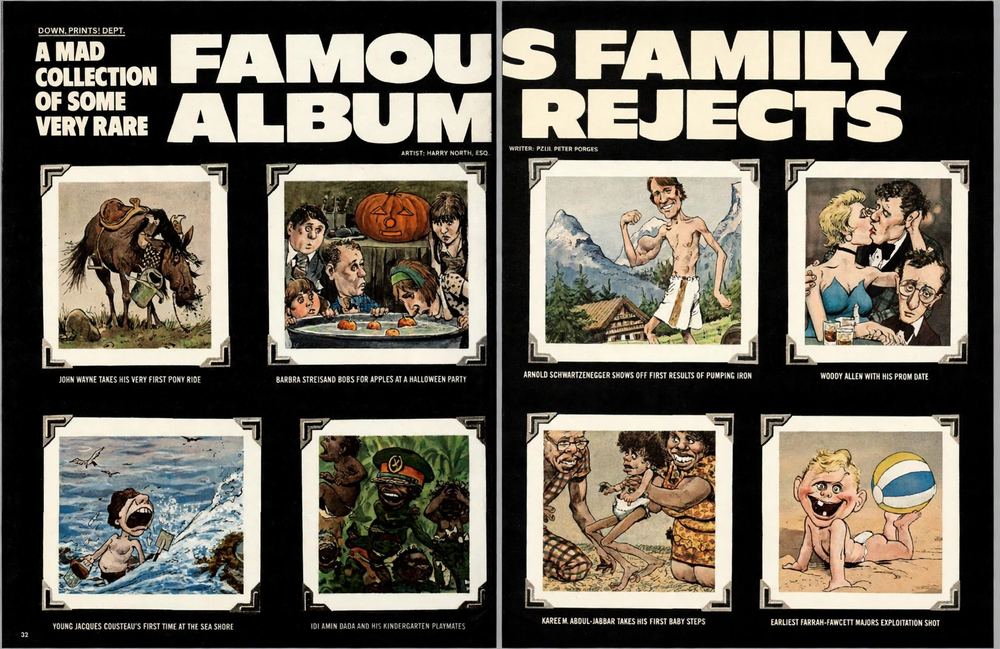 DOWN, PRINTS! DEPT.
A MAD
COLLECTION
OF SOME
VERY RARE
FAMOUS FAMILY
ALBUM REJECTS
ARTIST: HARRY NORTH, ESQ.
WRITER: PZIJL PETER PORGES
JOHN WAYNE TAKES HIS VERY FIRST PONY RIDE
BARBRA STREISAND BOBS FOR APPLES AT A HALLOWEEN PARTY
ARNOLD SCHWARTZENEGGER SHOWS OFF FIRST RESULTS OF PUMPING IRON
WOODY ALLEN WITH HIS PROM DATE
YOUNG JACQUES COUSTEAU'S FIRST TIME AT THE SEA SHORE
IDI AMIN DADA AND HIS KINDERGARTEN PLAYMATES
KAREEM ABDUL-JABBAR TAKES HIS FIRST BABY STEPS
EARLIEST FARRAH-FAWCETT MAJORS EXPLOITATION SHOT
32